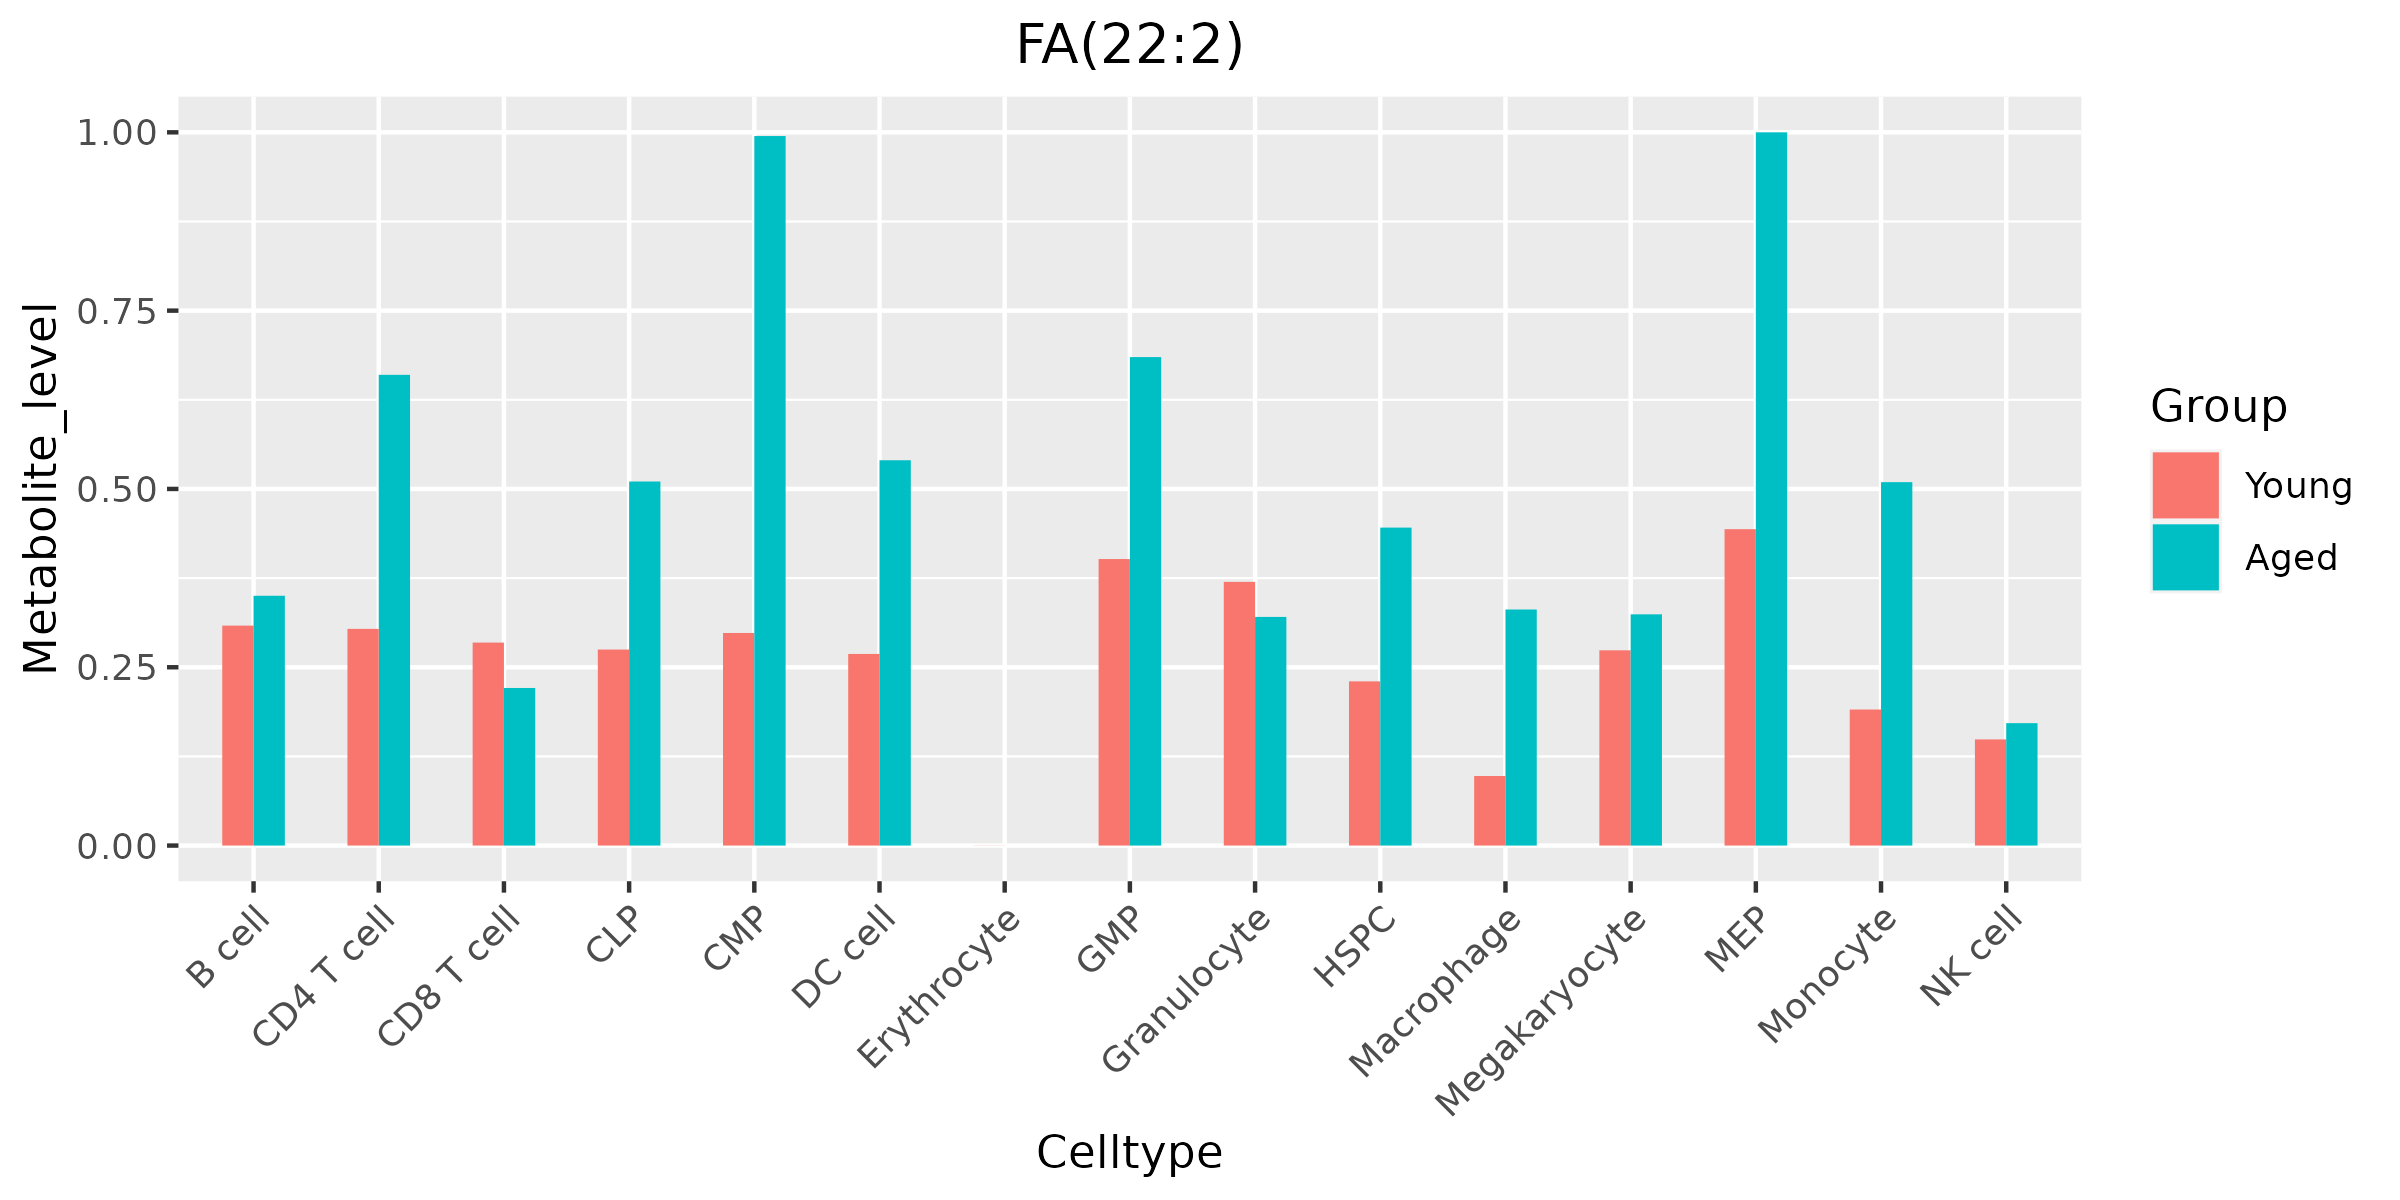 FA(22:2)
Metabolite_level
1.00
0.75
0.50
0.25
0.00
B cell
CD4 T cell
CD8 T cell
CLP
CMP
DC cell
Erythrocyte
GMP
Granulocyte
HSPC
Macrophage
Megakaryocyte
MEP
Monocyte
NK cell
Celltype
Group
Young
Aged